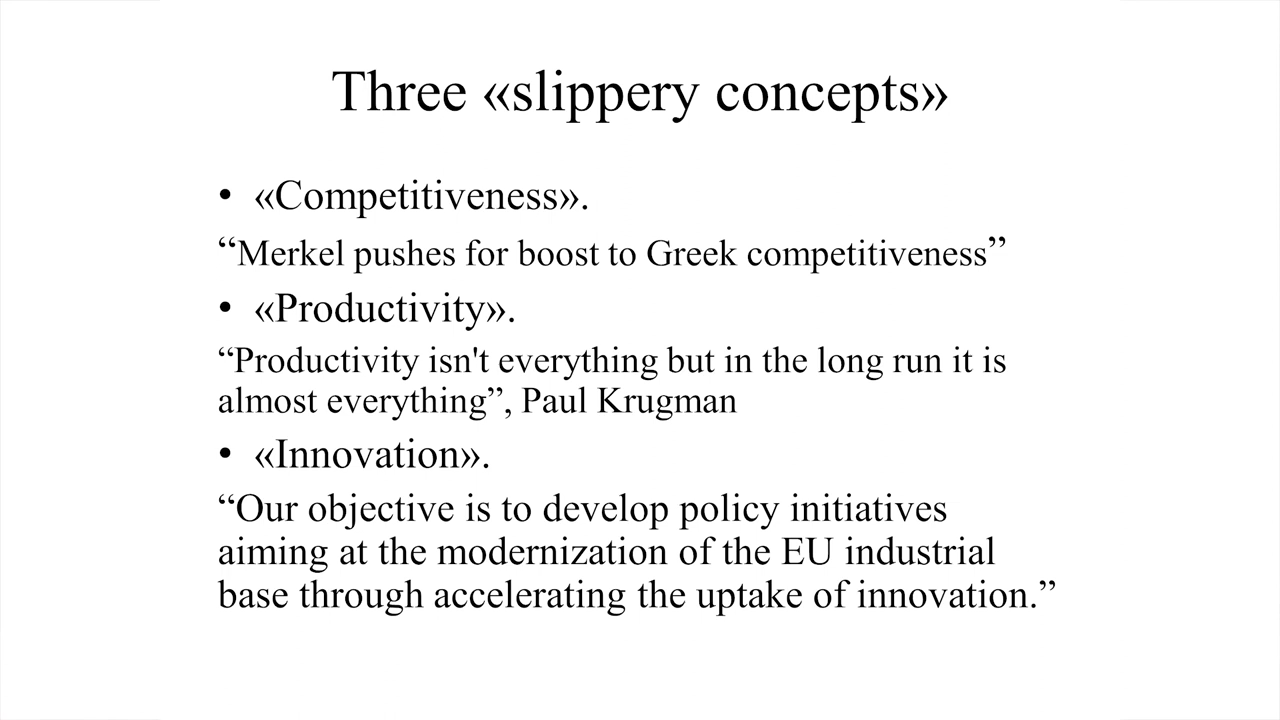 Three «slippery concepts»
• «Competitiveness».
“Merkel pushes for boost to Greek competitiveness”
• «Productivity».
“Productivity isn't everything but in the long run it is
almost everything”, Paul Krugman
• «Innovation».
“Our objective is to develop policy initiatives
aiming at the modernization of the EU industrial
base through accelerating the uptake of innovation.”